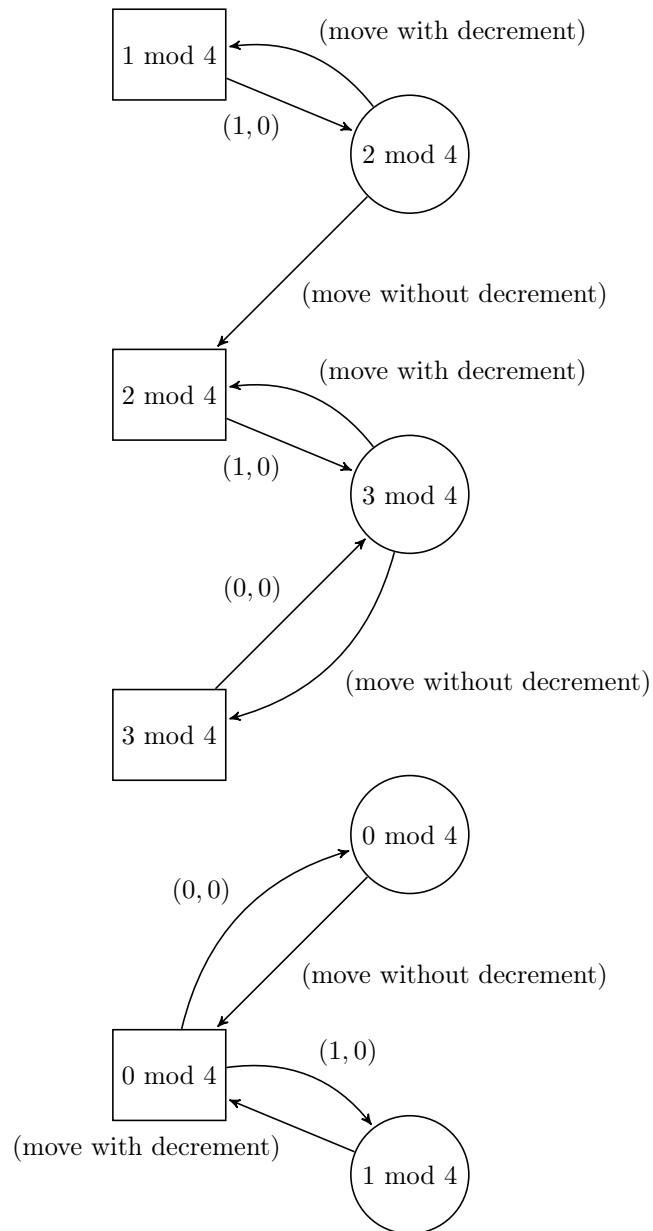 (move with decrement)
1 mod 4
(1, 0)
2 mod 4
(move without decrement)
(move with decrement)
2 mod 4
(1, 0)
3 mod 4
(0, 0)
(move without decrement)
3 mod 4
0 mod 4
(0, 0)
(move without decrement)
(1, 0)
0 mod 4
(move with decrement)
1 mod 4